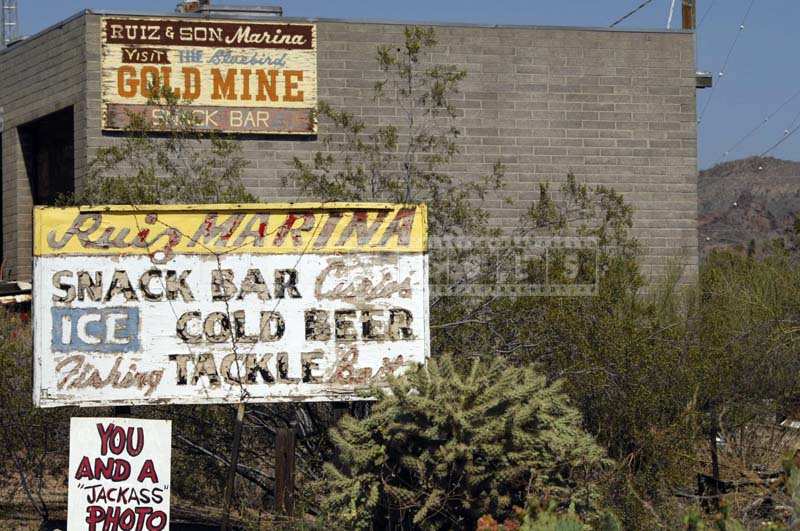 RUIZ & SON MARINA
VISIT THE Bluebird
GOLD MINE
SNACK BAR
Ruiz MARINA
SNACK BAR Curios
ICE COLD BEER
Fishing TACKLE
YOU
AND A
"JACKASS"
PHOTO